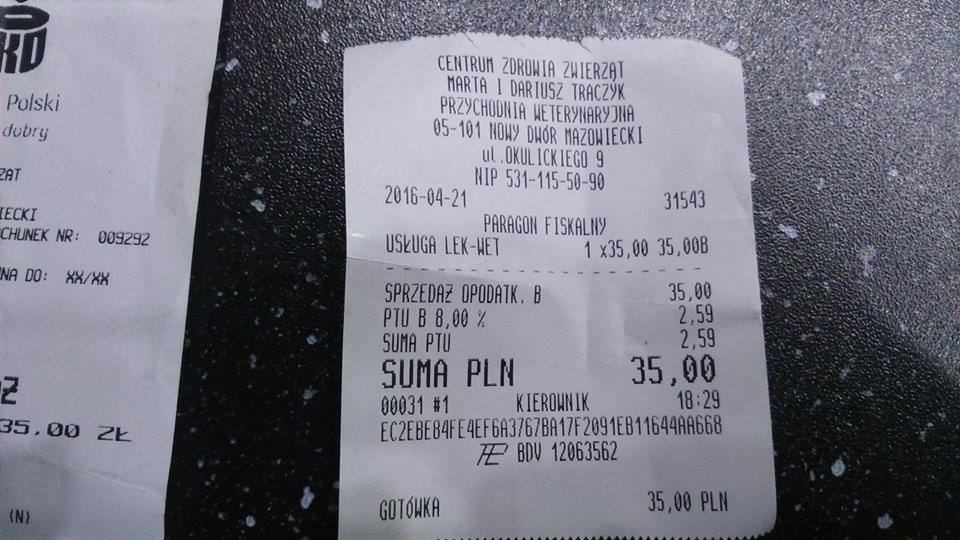 KO
Polski
dobry
ZAT
IECKI
OCHUNEK NR: 009292
NA DO: XX/XX
Ż
35.00 ZŁ
(N)
CENTRUM ZDROWIA ZWIERZĄT
MARTA I DARIUSZ TRACZYK
PRZYCHODNIA WETERYNARYJNA
05-101 NOWY DWÓR MAZOWIECKI
ul.OKULICKIEGO 9
NIP 531-115-50-90
2016-04-21 31543
PARAGON FISKALNY
USŁUGA LEK-WET 1 x35,00 35,00B
SPRZEDAŻ OPODATK. B 35,00
PTU B 8,00 % 2,59
SUMA PTU 2,59
SUMA PLN 35,00
00031 #1 KIEROWNIK 18:29
EC2EBE84FE4EF6A3767BA17F2091EB11644AA668
BDV 12063562
GOTÓWKA 35,00 PLN